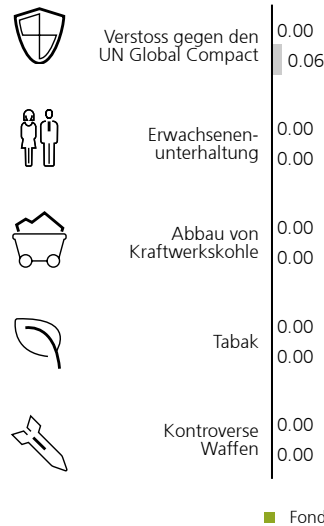 Verstoss gegen den
UN Global Compact
0.00
0.06
Erwachsenen-
unterhaltung
0.00
0.00
Abbau von
Kraftwerkskohle
0.00
0.00
Tabak
0.00
0.00
Kontroverse
Waffen
0.00
0.00